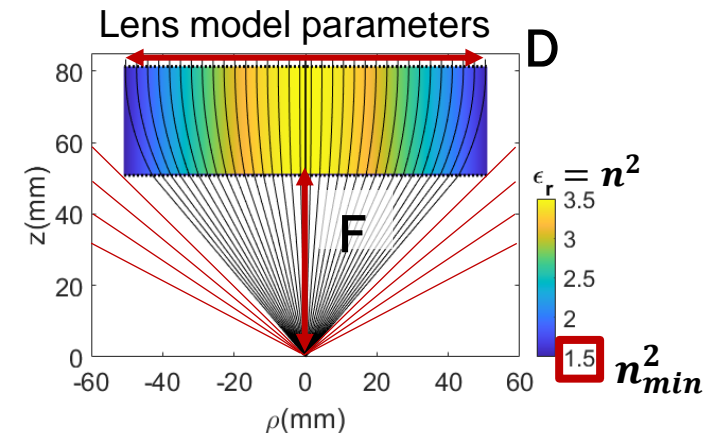 Lens model parameters
D
80
60
40
20
0
z(mm)
F
-60 -40 -20 0 20 40 60
ρ(mm)
ϵr = n²
3.5
3
2.5
2
1.5
n²min